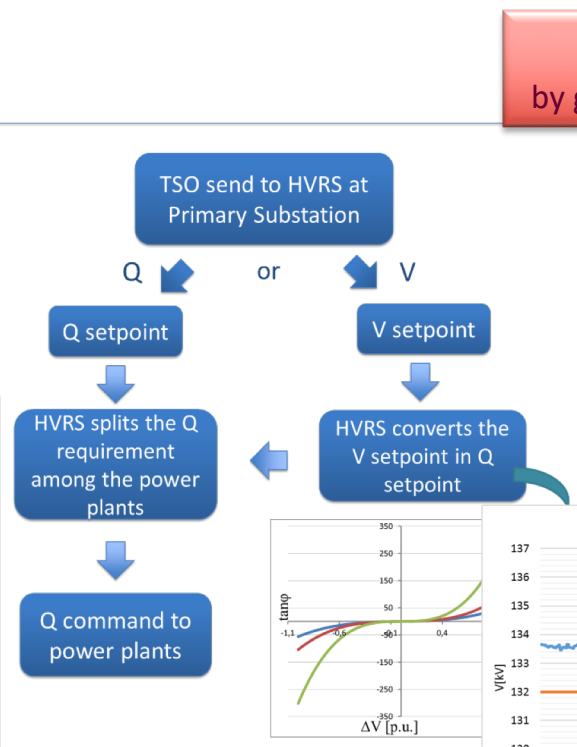 by
TSO send to HVRS at
Primary Substation
Q
or
V
Q setpoint
V setpoint
HVRS splits the Q
requirement
among the power
plants
HVRS converts the
V setpoint in Q
setpoint
Q command to
power plants
350
250
150
50
-50
-150
-250
-350
-1,1
-0,6
-0,1
0,4
tanφ
ΔV [p.u.]
137
136
135
134
133
132
131
V[kV]